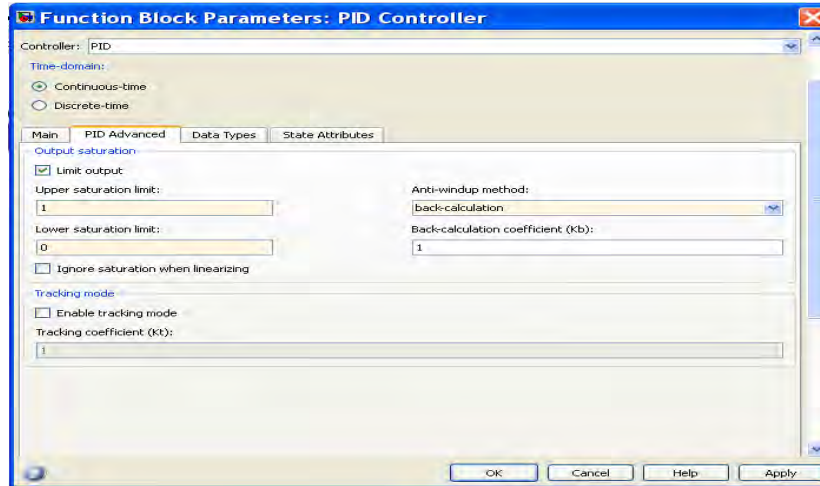 Function Block Parameters: PID Controller
Controller: PID
Time-domain:
Continuous-time
Discrete-time
Main PID Advanced Data Types State Attributes
Output saturation
Limit output
Upper saturation limit: Anti-windup method:
1 back-calculation
Lower saturation limit: Back-calculation coefficient (Kb):
0 1
Ignore saturation when linearizing
Tracking mode
Enable tracking mode
Tracking coefficient (Kt):
1
OK Cancel Help Apply